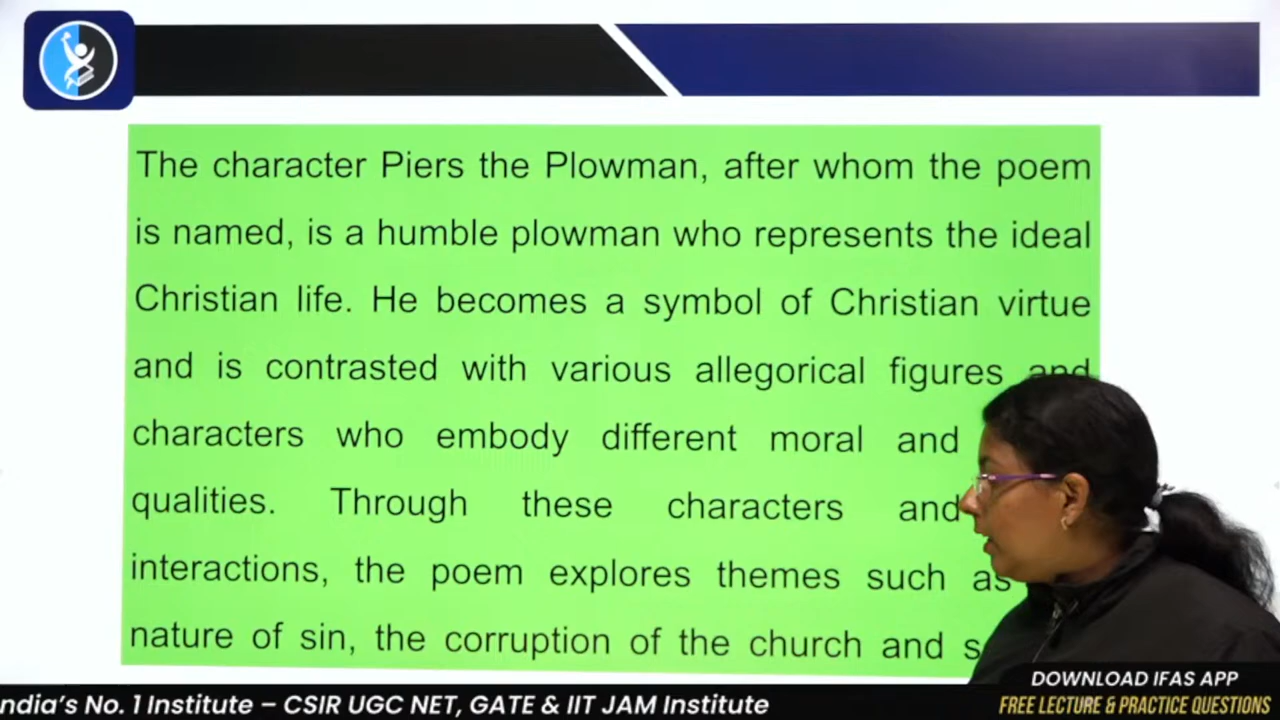 The character Piers the Plowman, after whom the poem
is named, is a humble plowman who represents the ideal
Christian life. He becomes a symbol of Christian virtue
and is contrasted with various allegorical figures and
characters who embody different moral and
qualities. Through these characters and
interactions, the poem explores themes such as
nature of sin, the corruption of the church and
DOWNLOAD IFAS APP
ndia's No. 1 Institute – CSIR UGC NET, GATE & IIT JAM Institute
FREE LECTURE & PRACTICE QUESTIONS